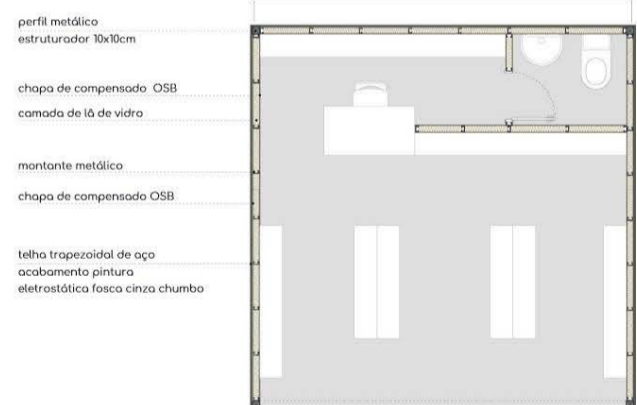 perfil metálico
estruturador 10x10cm
chapa de compensado OSB
camada de lã de vidro
montante metálico
chapa de compensado OSB
telha trapezoidal de aço
acabamento pintura
eletrostática fosca cinza chumbo